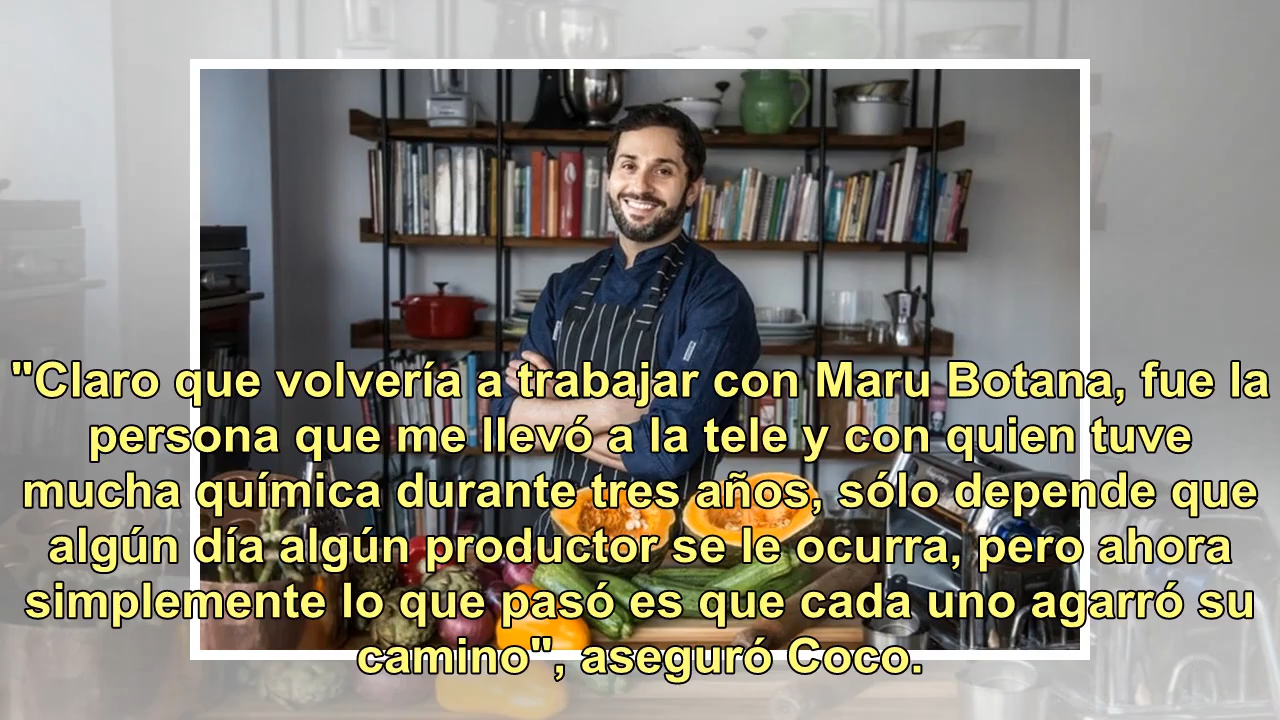 "Claro que volvería a trabajar con Maru Botana, fue la
persona que me llevó a la tele y con quien tuve
mucha química durante tres años, sólo depende que
algún día algún productor se le ocurra, pero ahora
simplemente lo que pasó es que cada uno agarró su
camino", aseguró Coco.